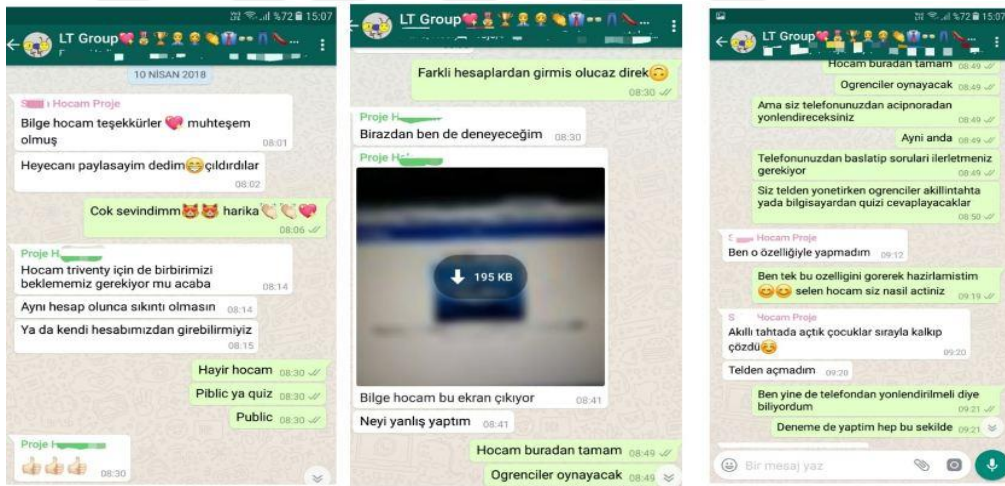 %72 15:07
LT Group
10 NİSAN 2018
Hocam Proje
Bilge hocam teşekkürler muhteşem
olmuş 08:01
Heyecanı paylasayim dedim çıldırdılar
08:02
Cok sevindimm harika
08:06
Proje
Hocam triventy için de birbirimizi
beklememiz gerekiyor mu acaba 08:14
Aynı hesap olunca sıkıntı olmasın 08:14
Ya da kendi hesabımızdan girebilirmiyiz
08:15
Hayir hocam 08:30
Piblic ya quiz 08:30
Public 08:30
Proje
08:30
LT Group
Farkli hesaplardan girmis olucaz direk
08:30
Proje
Birazdan ben de deneyeceğim 08:30
Proje
195 KB
Bilge hocam bu ekran çıkıyor 08:41
Neyi yanlış yaptım 08:41
Hocam buradan tamam 08:49
Ogrenciler oynayacak 08:49
%72 15:07
LT Group
Hocam buradan tamam 08:49
Ogrenciler oynayacak 08:49
Ama siz telefonunuzdan acipnoradan
yonlendireceksiniz 08:49
Ayni anda 08:49
Telefonunuzdan baslatip sorulari ilerletmeniz
gerekiyor 08:49
Siz telden yonetirken ogrenciler akillintahta
yada bilgisayardan quizi cevaplayacaklar
08:50
Hocam Proje
Ben o özelliğiyle yapmadım 09:12
Ben tek bu ozelligini gorerek hazirlamistim
selen hocam siz nasil actiniz 09:19
Hocam Proje
Akıllı tahtada açtık çocuklar sırayla kalkıp
çözdü 09:20
Telden açmadım 09:20
Ben yine de telefondan yonlendirilmeli diye
biliyordum 09:21
Deneme de yaptim hep bu sekilde 09:21
Bir mesaj yaz